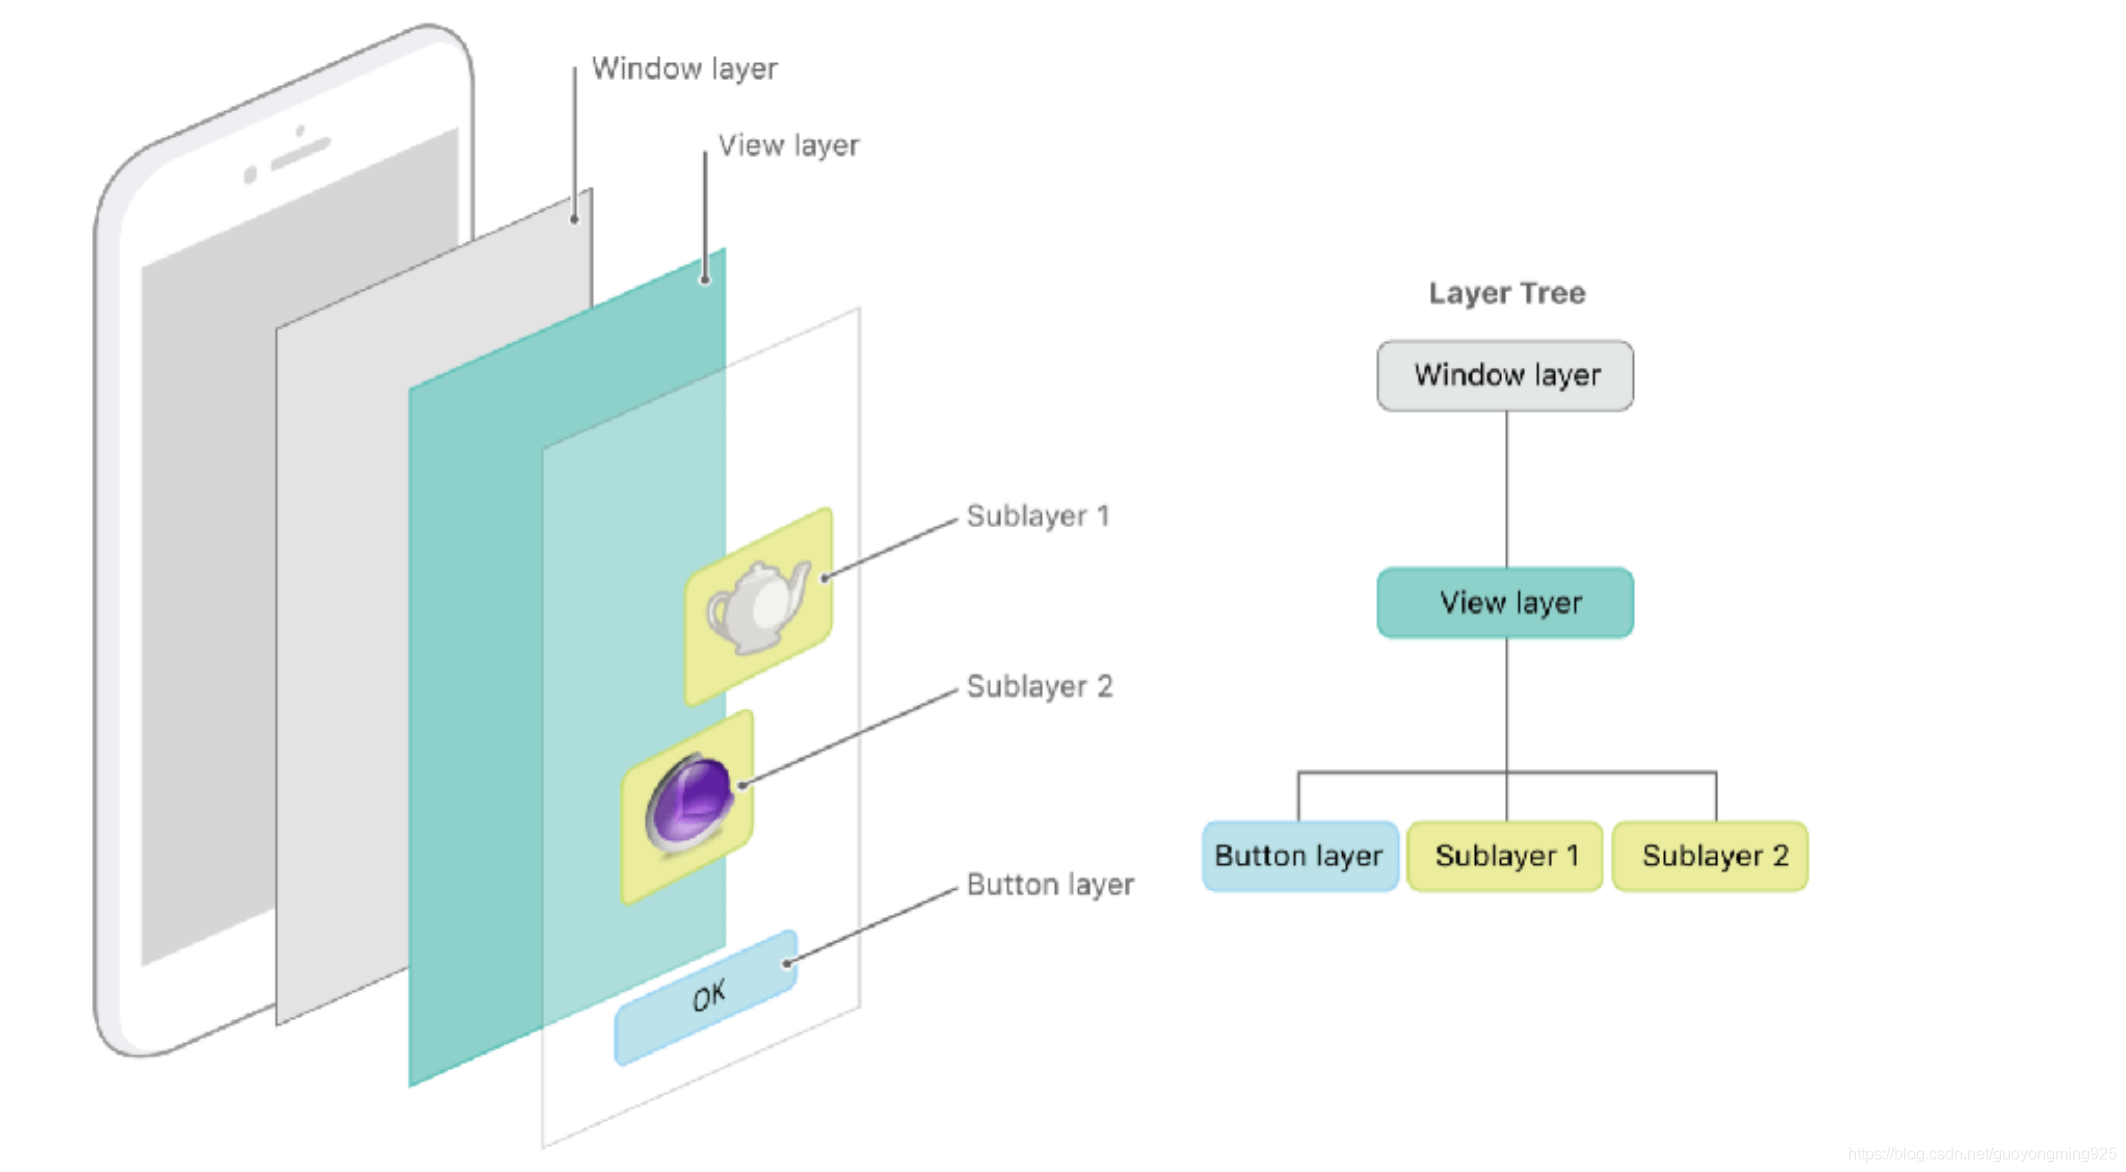 Window layer
View layer
Sublayer 1
Sublayer 2
Button layer
OK
Layer Tree
Window layer
View layer
Button layer
Sublayer 1
Sublayer 2
https://blog.csdn.net/guoyongming925